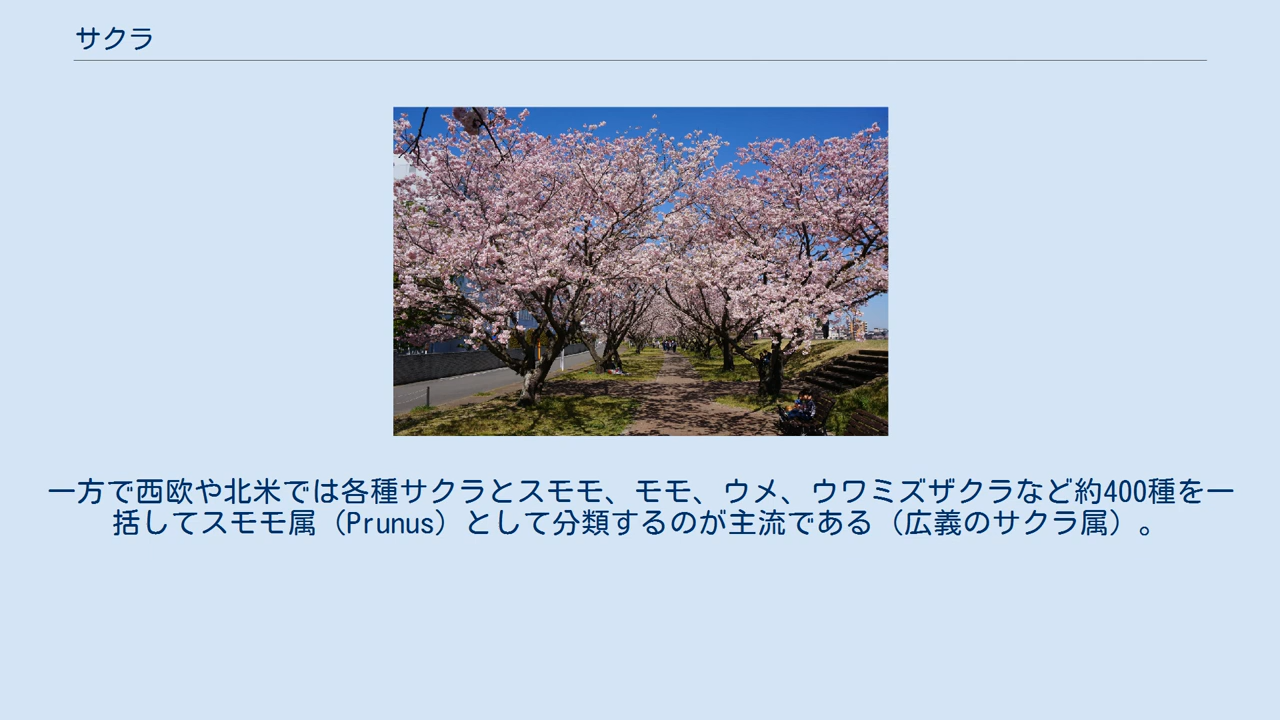 サクラ
一方で西欧や北米では各種サクラとスモモ、モモ、ウメ、ウワミズザクラなど約400種を一
括してスモモ属（Prunus）として分類するのが主流である（広義のサクラ属）。